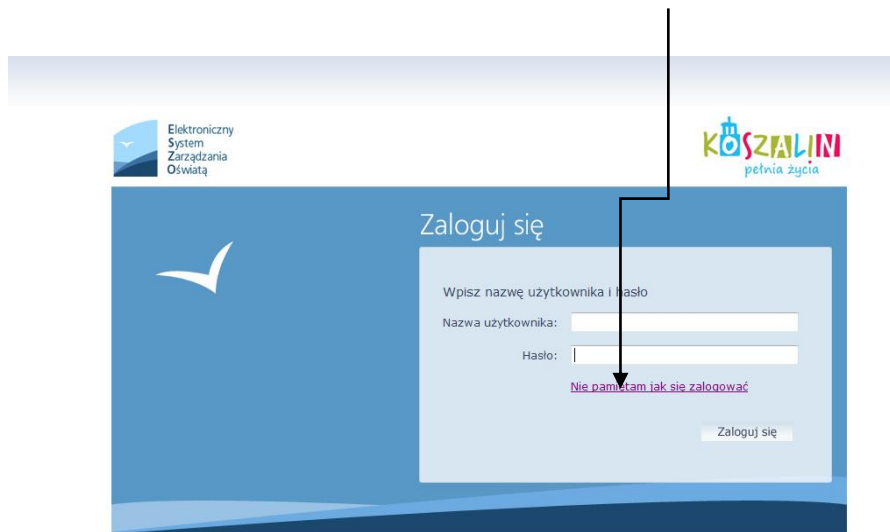 Elektroniczny
System
Zarządzania
Oświatą
KOSZALIN
pełnia życia
Zaloguj się
Wpisz nazwę użytkownika i hasło
Nazwa użytkownika:
Hasło:
Nie pamiętam jak się zalogować
Zaloguj się